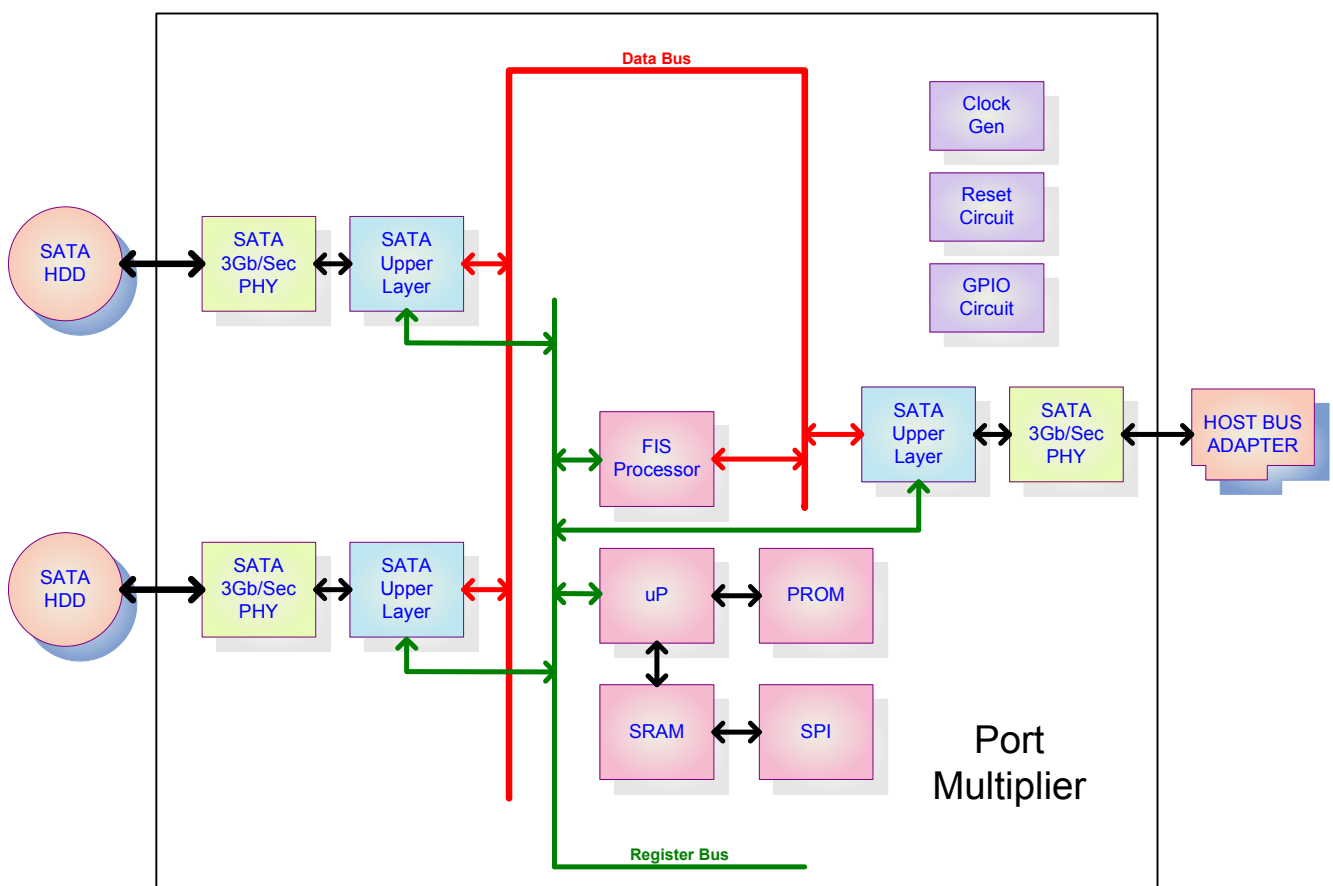 Data Bus
Clock
Gen
Reset
Circuit
GPIO
Circuit
SATA
HDD
SATA
3Gb/Sec
PHY
SATA
Upper
Layer
FIS
Processor
SATA
Upper
Layer
SATA
3Gb/Sec
PHY
HOST BUS
ADAPTER
SATA
HDD
SATA
3Gb/Sec
PHY
SATA
Upper
Layer
uP
PROM
SRAM
SPI
Port
Multiplier
Register Bus